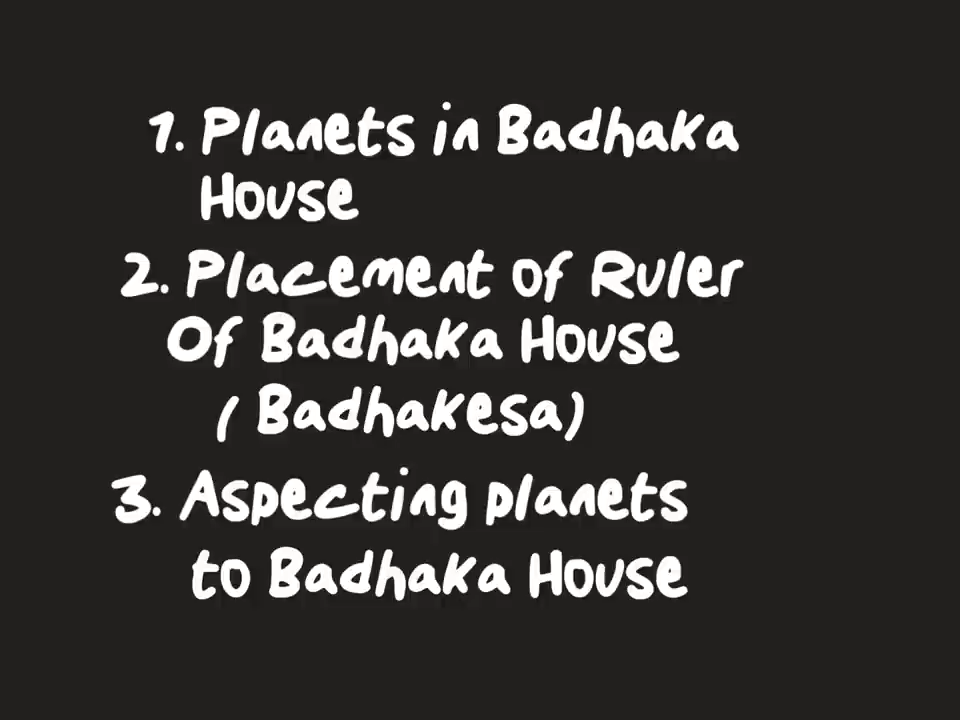 1. Planets in Badhaka
House
2. Placement of Ruler
Of Badhaka House
( Badhakesa)
3. Aspecting planets
to Badhaka House